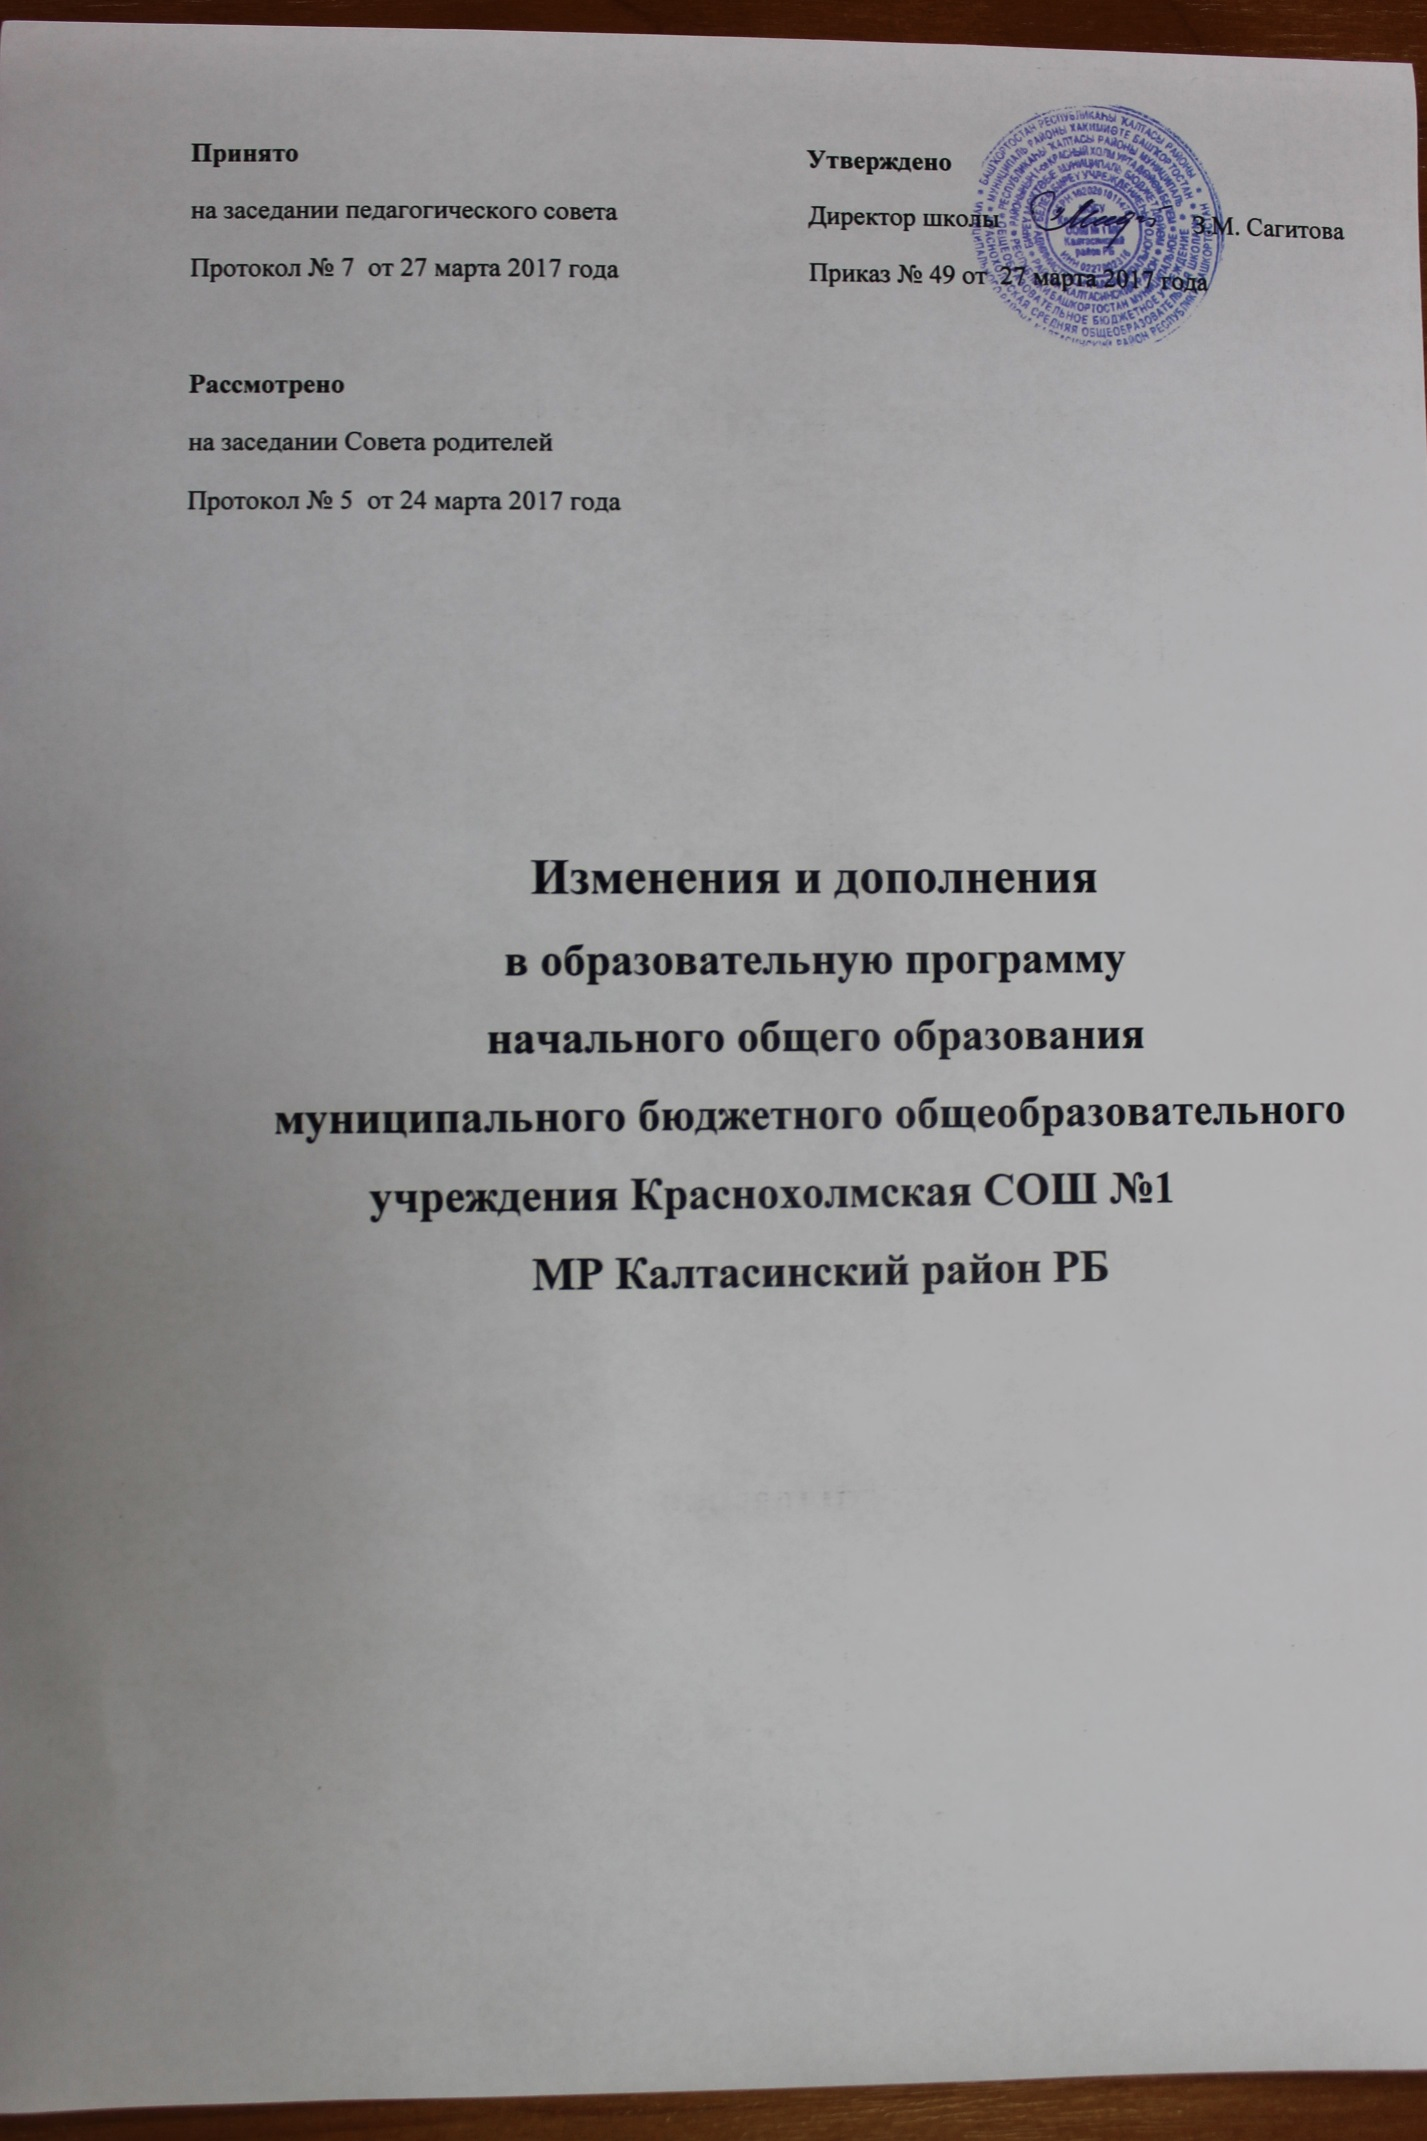 Принято
на заседании педагогического совета
Протокол № 7 от 27 марта 2017 года
Утверждено
Директор школы З.М. Сагитова
Приказ № 49 от 27 марта 2017 года
Рассмотрено
на заседании Совета родителей
Протокол № 5 от 24 марта 2017 года
Изменения и дополнения
в образовательную программу
начального общего образования
муниципального бюджетного общеобразовательного
учреждения Краснохолмская СОШ №1
МР Калтасинский район РБ